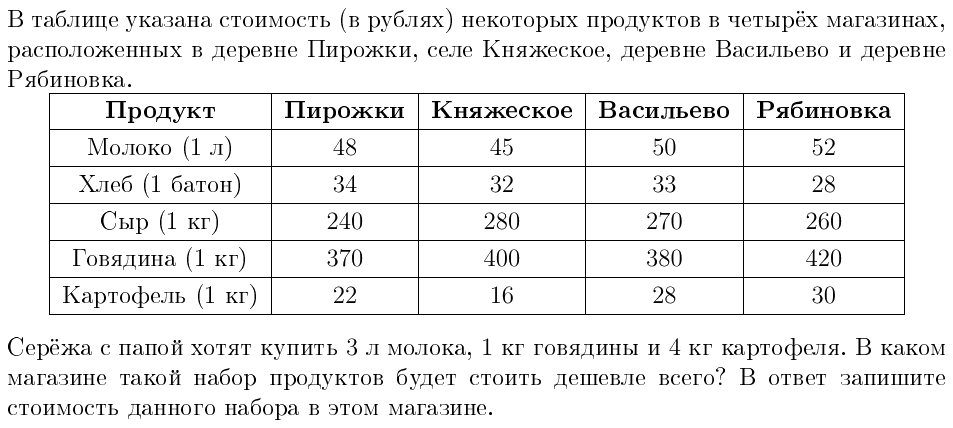 В таблице указана стоимость (в рублях) некоторых продуктов в четырёх магазинах,
расположенных в деревне Пирожки, селе Княжеское, деревне Васильево и деревне
Рябиновка.
Продукт Пирожки Княжеское Васильево Рябиновка
Молоко (1 л) 48 45 50 52
Хлеб (1 батон) 34 32 33 28
Сыр (1 кг) 240 280 270 260
Говядина (1 кг) 370 400 380 420
Картофель (1 кг) 22 16 28 30
Серёжа с папой хотят купить 3 л молока, 1 кг говядины и 4 кг картофеля. В каком
магазине такой набор продуктов будет стоить дешевле всего? В ответ запишите
стоимость данного набора в этом магазине.